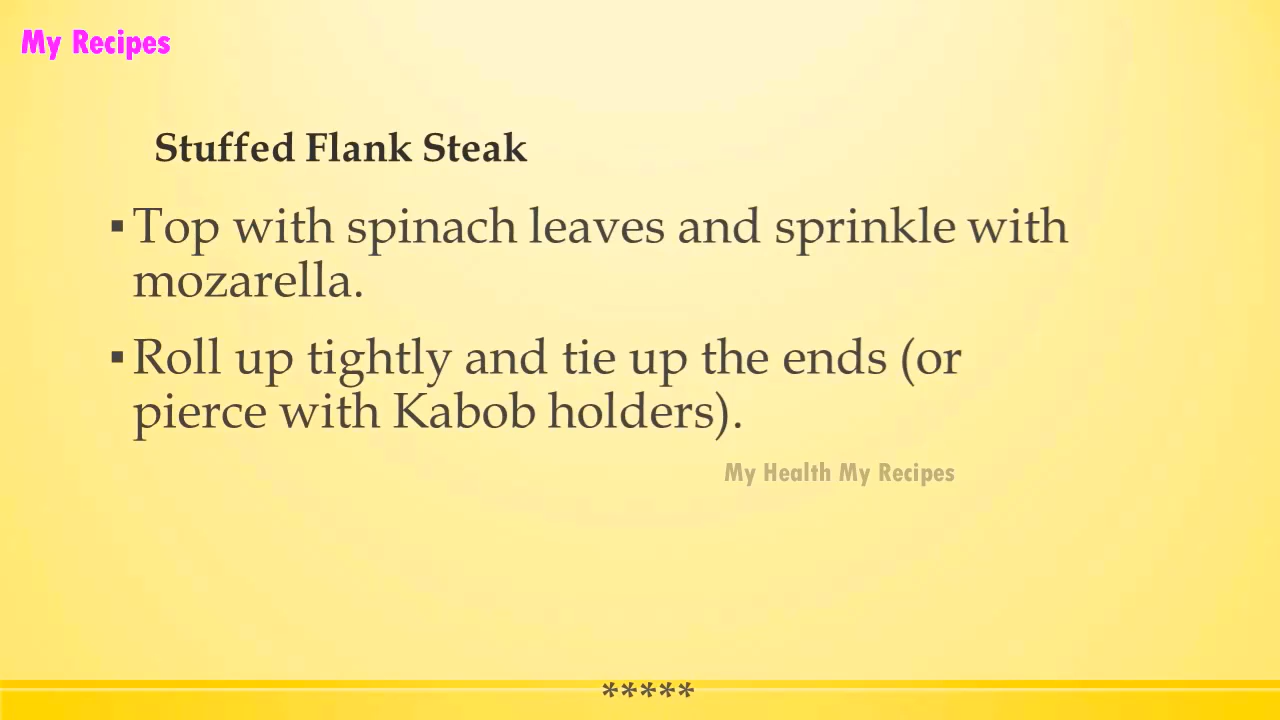 My Recipes
Stuffed Flank Steak
▪Top with spinach leaves and sprinkle with
mozarella.
▪Roll up tightly and tie up the ends (or
pierce with Kabob holders).
My Health My Recipes
*****